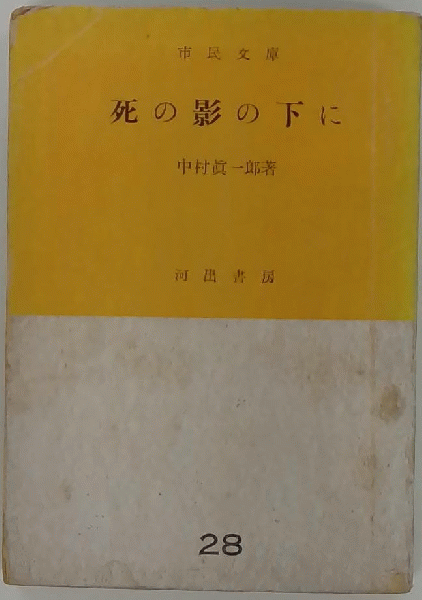 市民文庫
死の影の下に
中村眞一郎著
河出書房
28